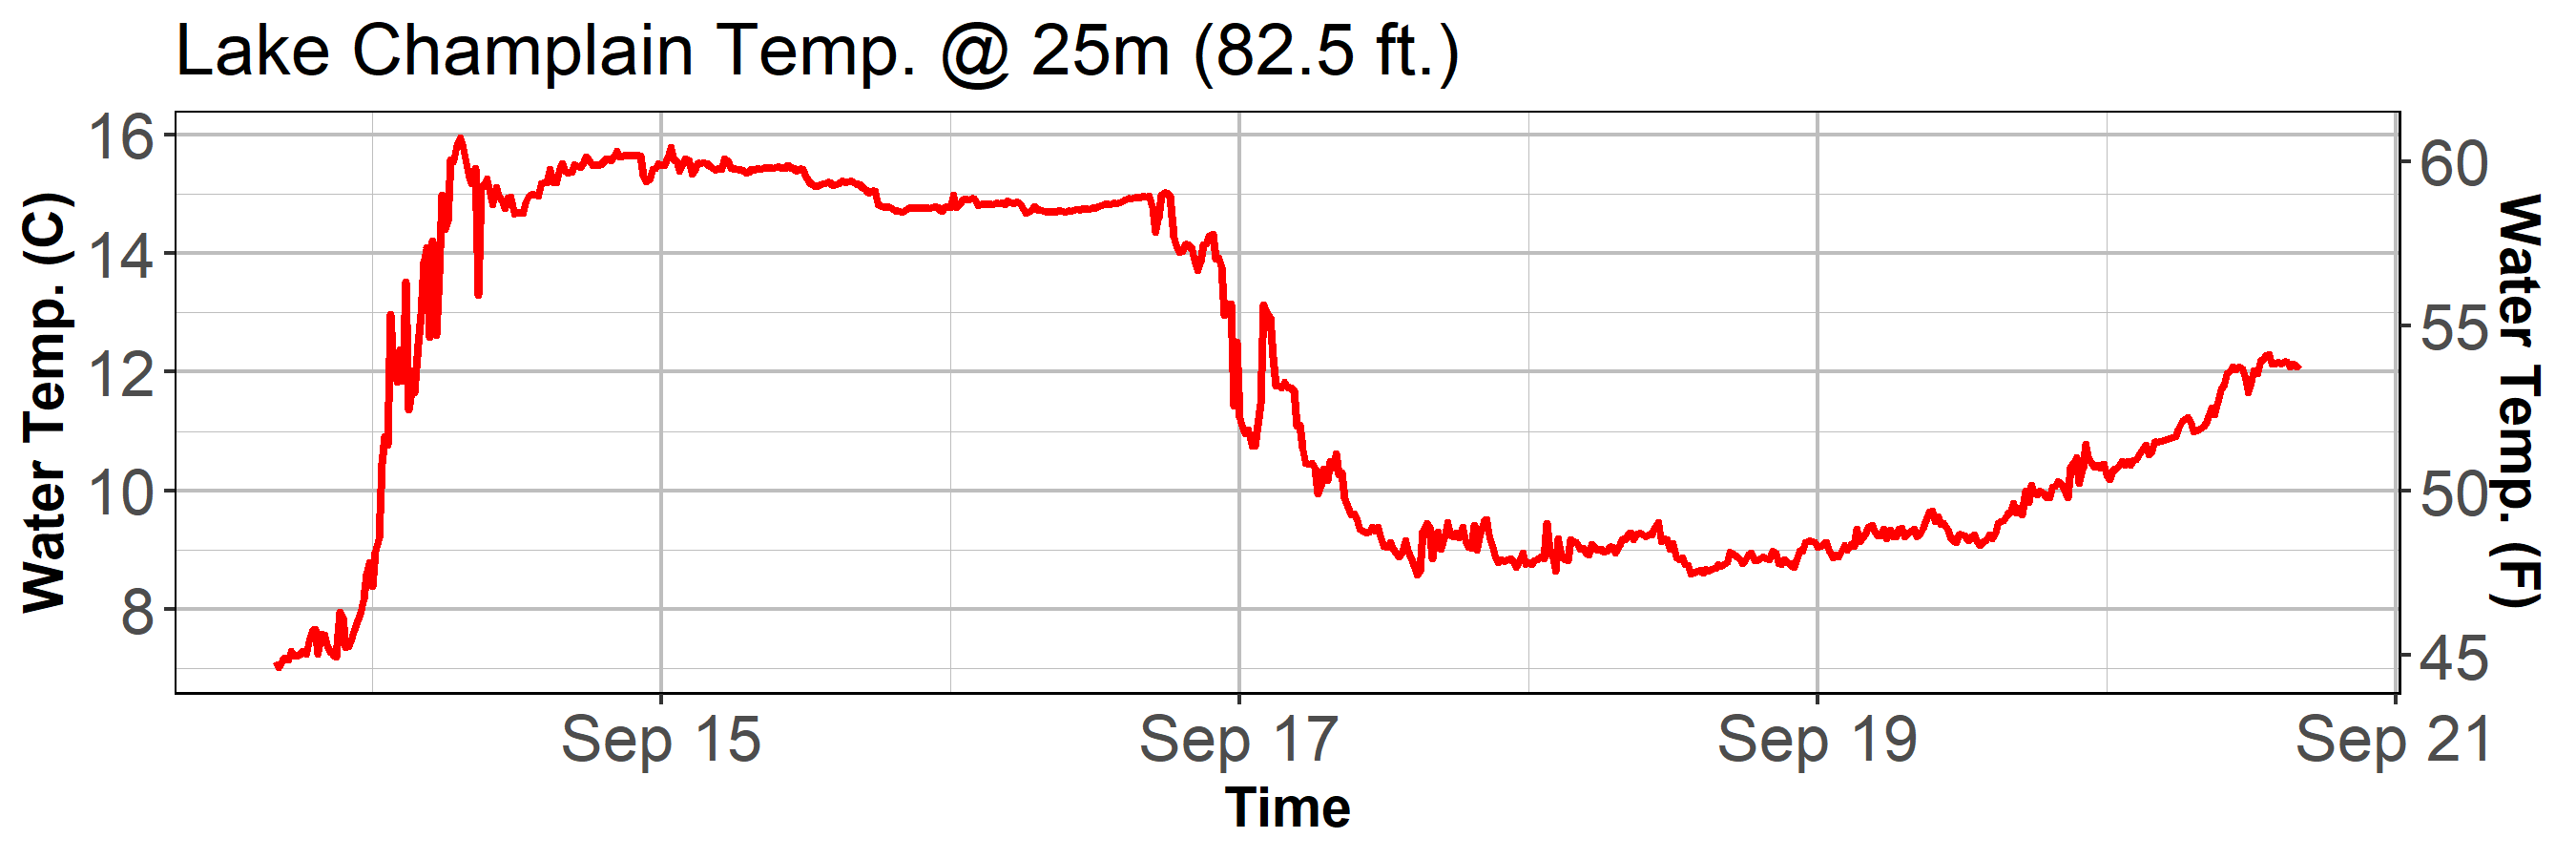 Lake Champlain Temp. @ 25m (82.5 ft.)
Water Temp. (C)
16
14
12
10
8
60
55
50
45
Water Temp. (F)
Sep 15 Sep 17 Sep 19 Sep 21
Time